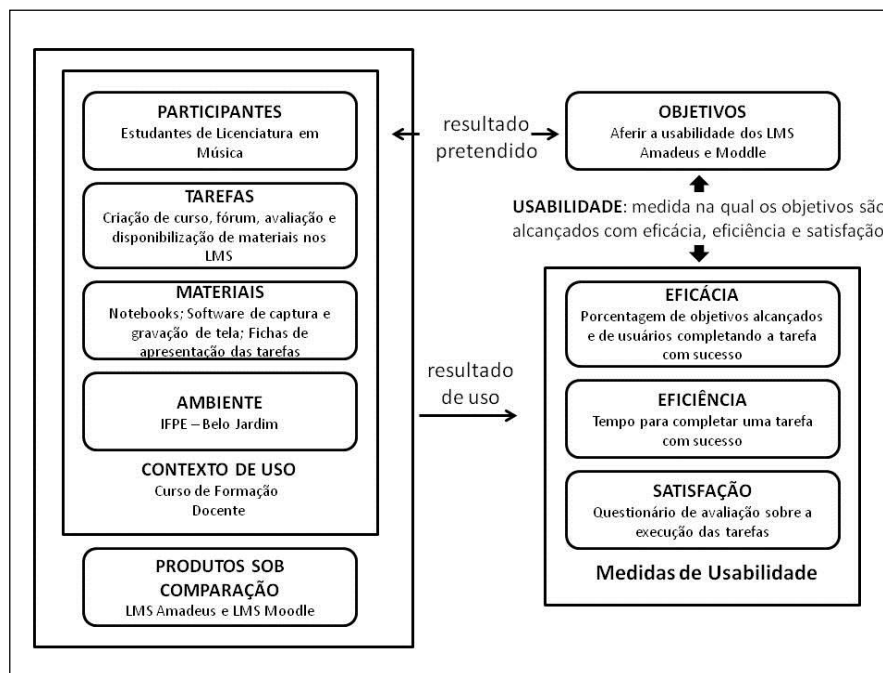 PARTICIPANTES
Estudantes de Licenciatura em
Música
TAREFAS
Criação de curso, fórum, avaliação e
disponibilização de materiais nos
LMS
MATERIAIS
Notebooks; Software de captura e
gravação de tela; Fichas de
apresentação das tarefas
AMBIENTE
IFPE – Belo Jardim
CONTEXTO DE USO
Curso de Formação
Docente
PRODUTOS SOB
COMPARAÇÃO
LMS Amadeus e LMS Moodle
resultado
pretendido
resultado
de uso
OBJETIVOS
Aferir a usabilidade dos LMS
Amadeus e Moddle
USABILIDADE: medida na qual os objetivos são
alcançados com eficácia, eficiência e satisfação
EFICÁCIA
Porcentagem de objetivos alcançados
e de usuários completando a tarefa
com sucesso
EFICIÊNCIA
Tempo para completar uma tarefa
com sucesso
SATISFAÇÃO
Questionário de avaliação sobre a
execução das tarefas
Medidas de Usabilidade